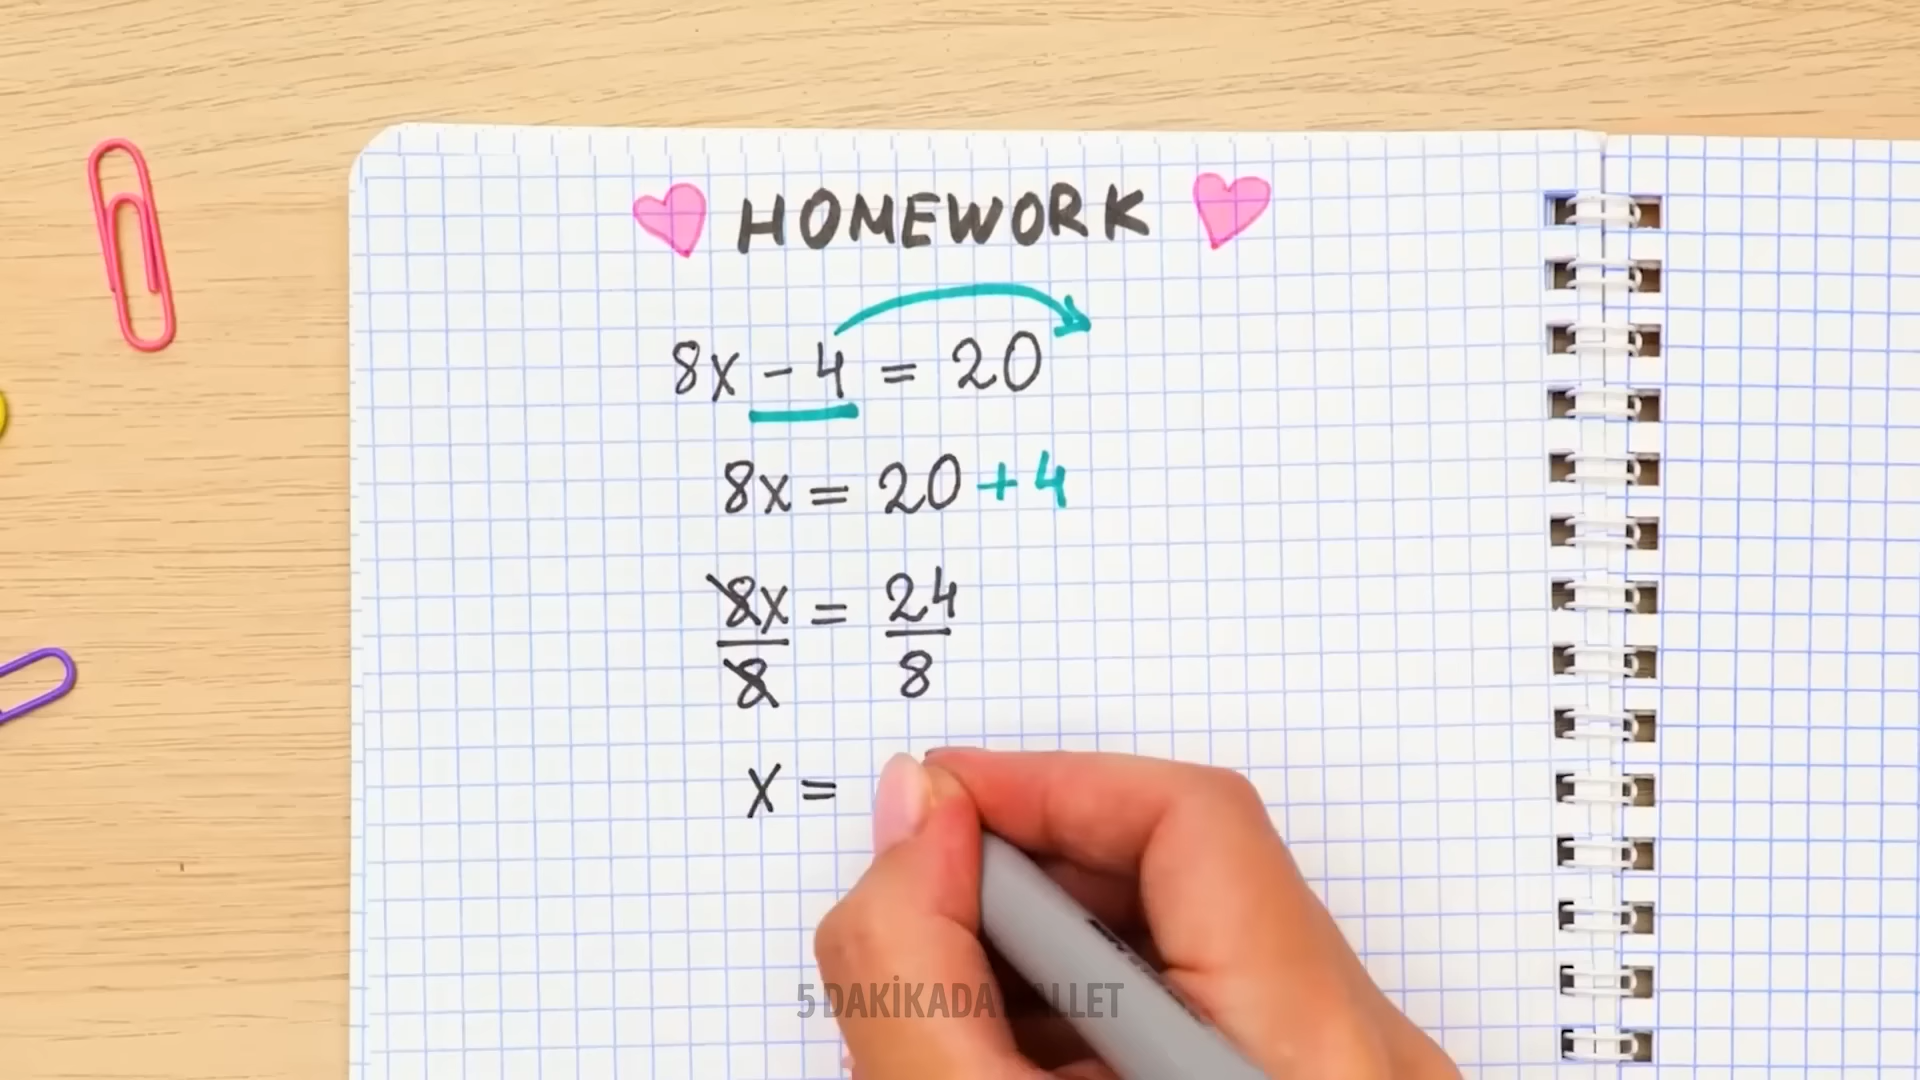 HOMEWORK
8x - 4 = 20
8x = 20 + 4
8x/8 = 24/8
x =
5 DAKİKADA